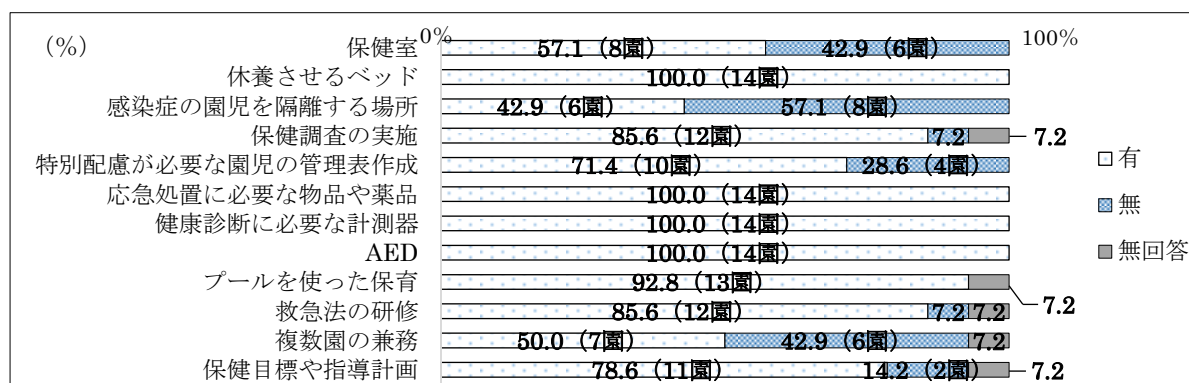 (%) 0% 100%
保健室 57.1（8園） 42.9（6園）
休養させるベッド 100.0（14園）
感染症の園児を隔離する場所 42.9（6園） 57.1（8園）
保健調査の実施 85.6（12園） 7.2 7.2
特別配慮が必要な園児の管理表作成 71.4（10園） 28.6（4園）
応急処置に必要な物品や薬品 100.0（14園）
健康診断に必要な計測器 100.0（14園）
AED 100.0（14園）
プールを使った保育 92.8（13園） 7.2
救急法の研修 85.6（12園） 7.2 7.2
複数園の兼務 50.0（7園） 42.9（6園） 7.2
保健目標や指導計画 78.6（11園） 14.2（2園） 7.2
有
無
無回答